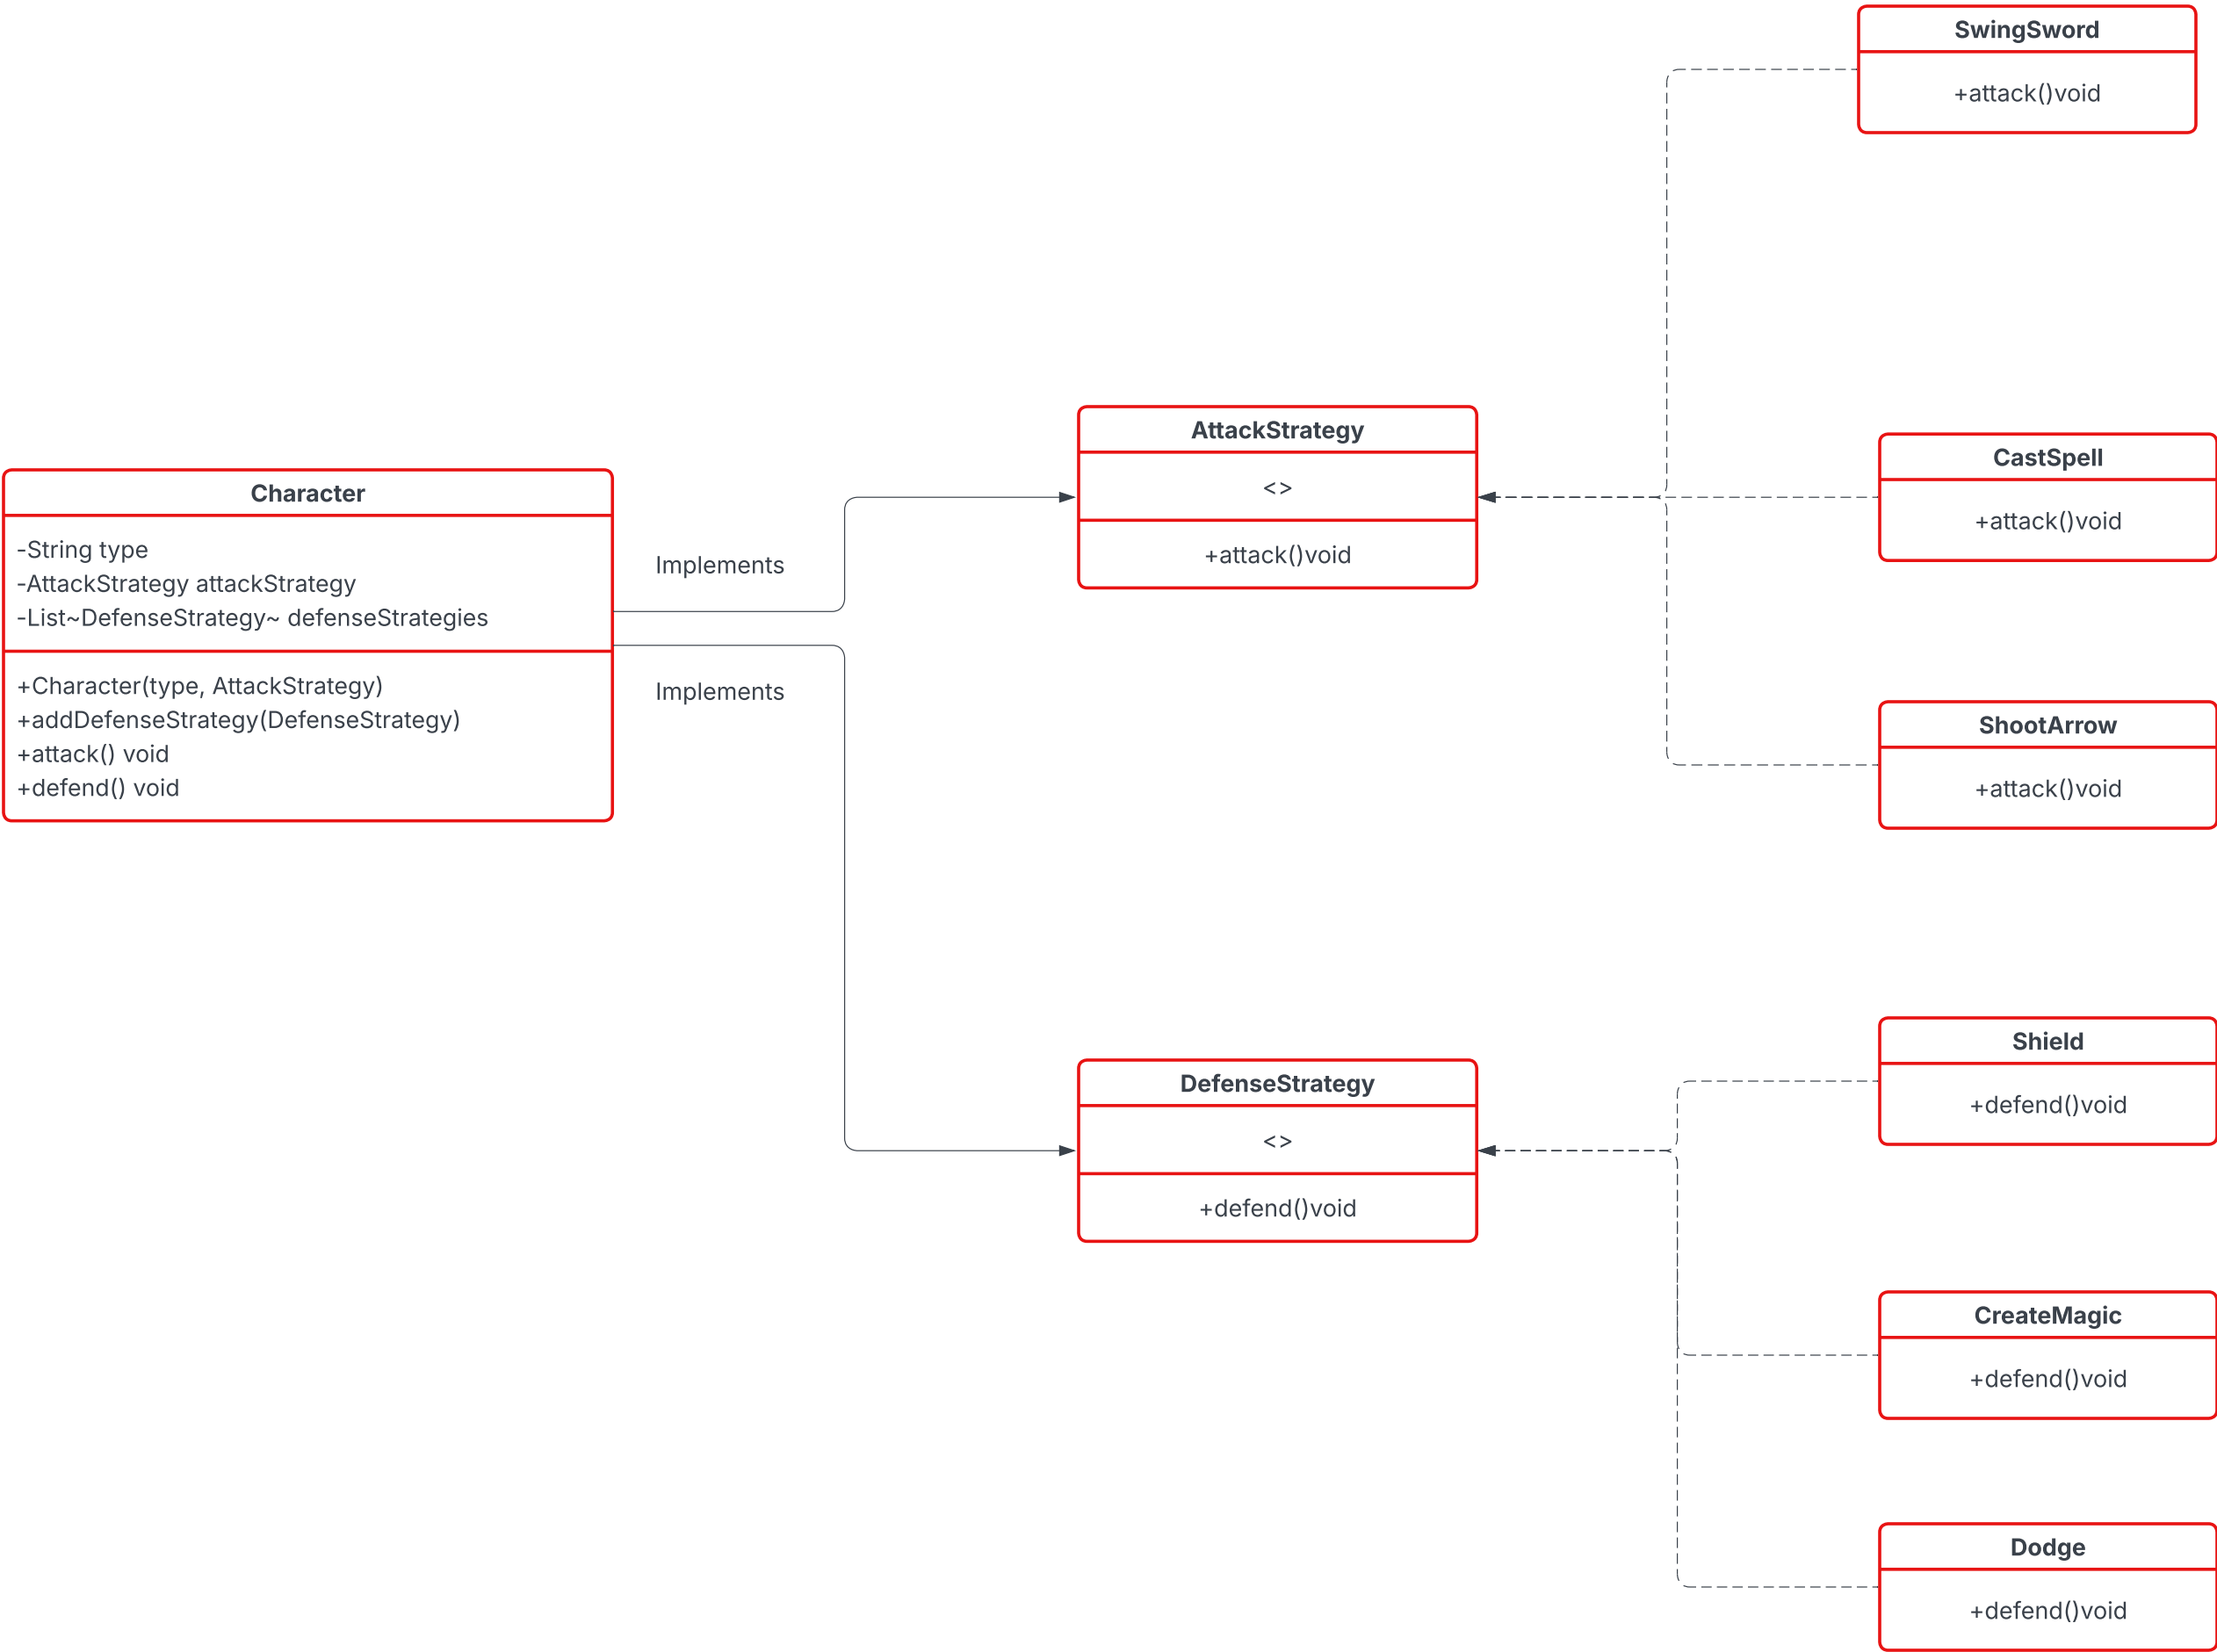 SwingSword
+attack()void
AttackStrategy
<>
+attack()void
CastSpell
+attack()void
Character
-String type
-AttackStrategy attackStrategy
-List~DefenseStrategy~ defenseStrategies
+Character(type, AttackStrategy)
+addDefenseStrategy(DefenseStrategy)
+attack() void
+defend() void
Implements
Implements
ShootArrow
+attack()void
Shield
+defend()void
DefenseStrategy
<>
+defend()void
CreateMagic
+defend()void
Dodge
+defend()void